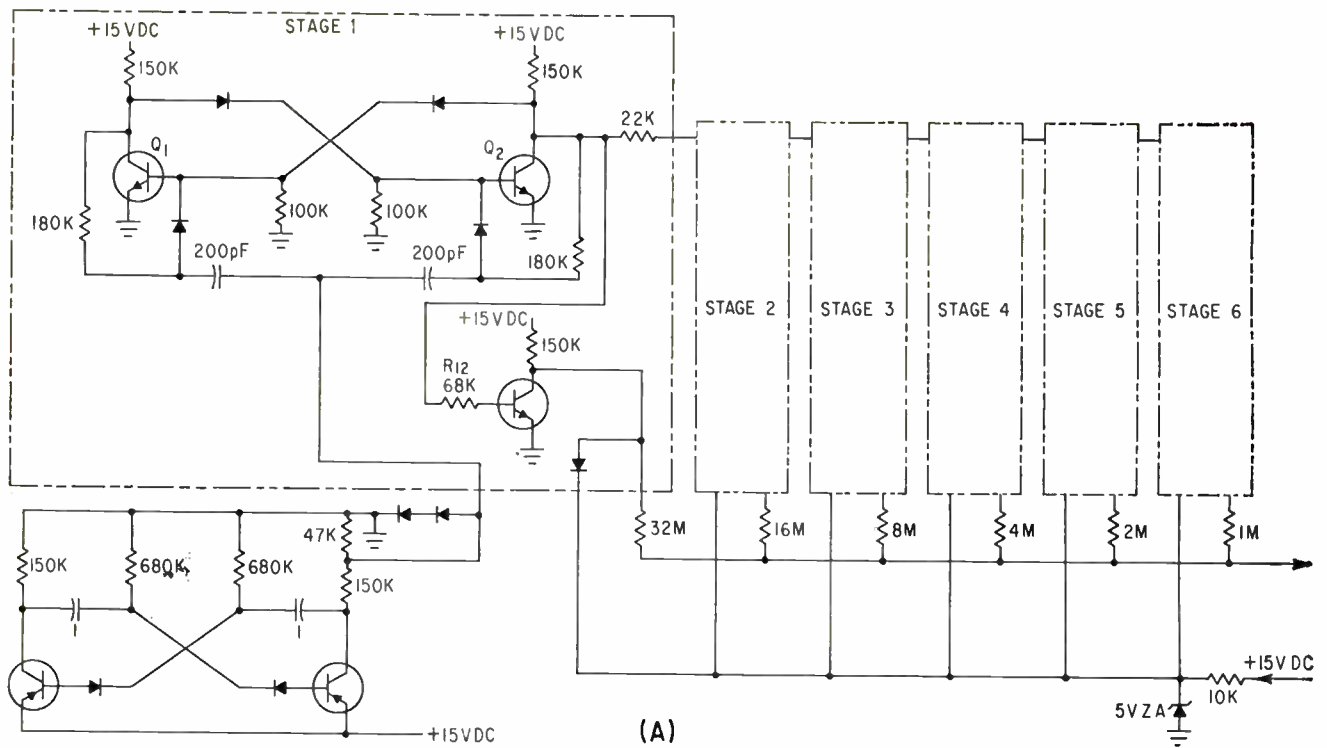 STAGE 1
+15VDC
+15VDC
150K
150K
22K
Q1
Q2
100K
100K
180K
200pF
200pF
180K
+15VDC
150K
R12
68K
STAGE 2
STAGE 3
STAGE 4
STAGE 5
STAGE 6
47K
32M
16M
8M
4M
2M
1M
150K
680K
680K
150K
1
1
+15VDC
10K
5VZA
+15VDC
(A)